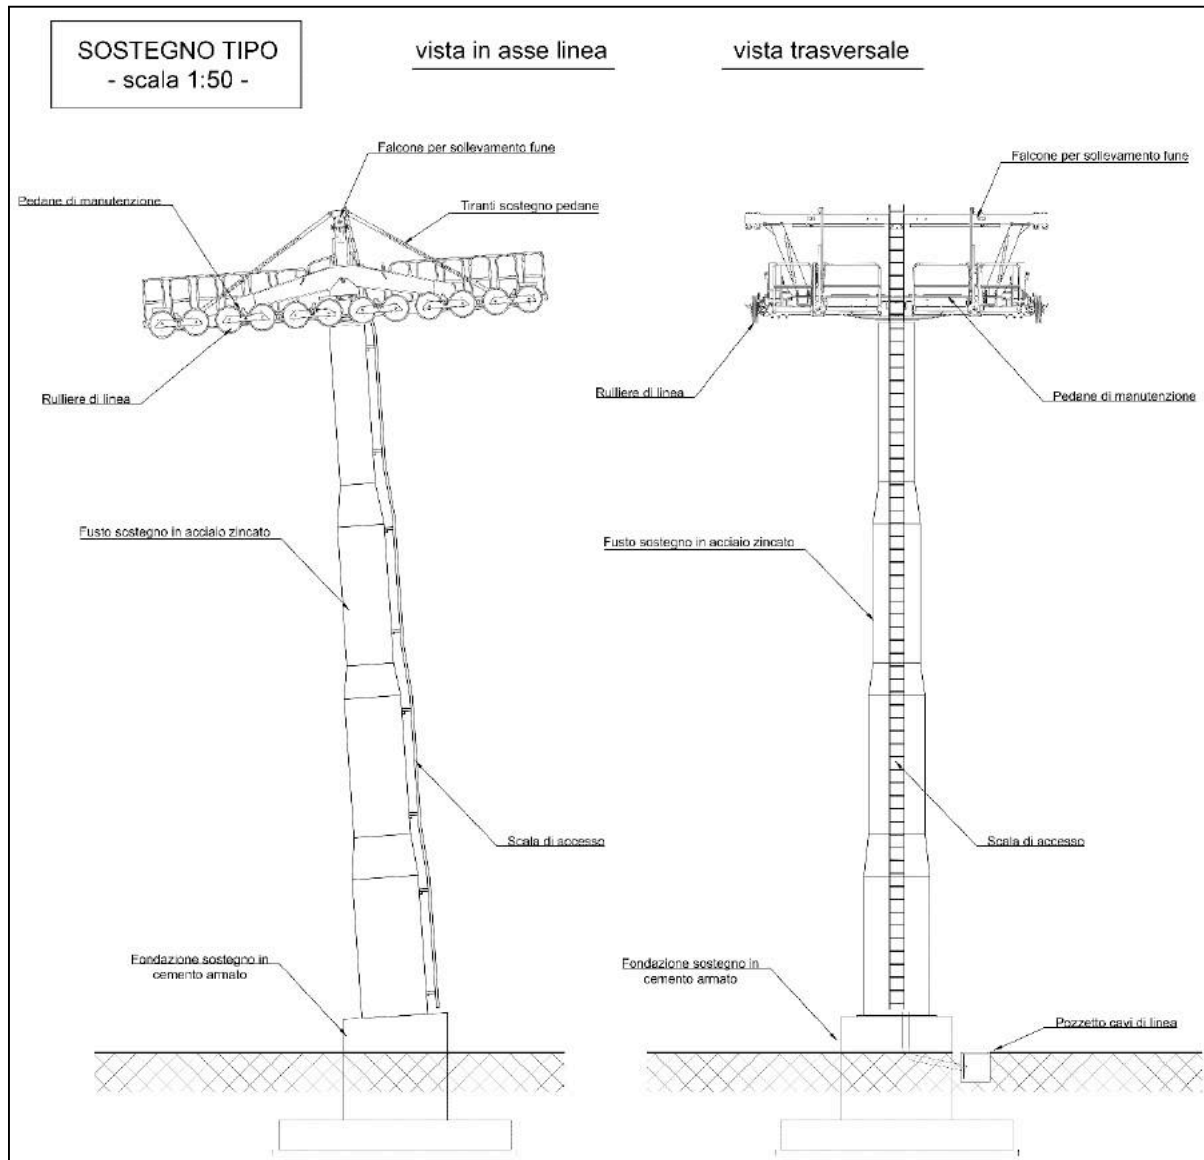 SOSTEGNO TIPO
- scala 1:50 -
vista in asse linea
vista trasversale
Falcone per sollevamento fune
Pedane di manutenzione
Tiranti sostegno pedane
Rulliere di linea
Fusto sostegno in acciaio zincato
Scala di accesso
Fondazione sostegno in
cemento armato
Falcone per sollevamento fune
Rulliere di linea
Pedane di manutenzione
Fusto sostegno in acciaio zincato
Scala di accesso
Fondazione sostegno in
cemento armato
Pozzetto cavi di linea